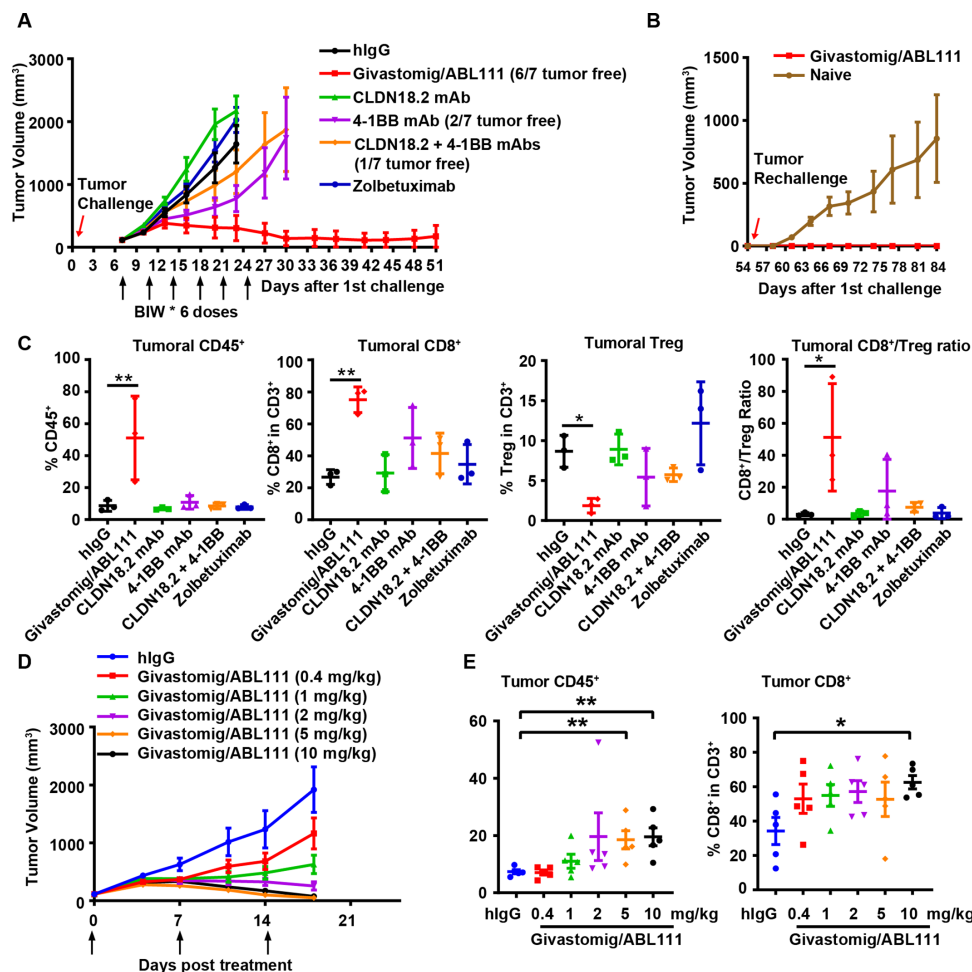 A
Tumor Volume (mm³)
3000
2000
1000
0
Tumor
Challenge
hIgG
Givastomig/ABL111 (6/7 tumor free)
CLDN18.2 mAb
4-1BB mAb (2/7 tumor free)
CLDN18.2 + 4-1BB mAbs
(1/7 tumor free)
Zolbetuximab
0 3 6 9 12 15 18 21 24 27 30 33 36 39 42 45 48 51
Days after 1st challenge
BIW * 6 doses
B
Tumor Volume (mm³)
1500
1000
500
0
Givastomig/ABL111
Naive
Tumor
Rechallenge
54 57 60 63 66 69 72 75 78 81 84
Days after 1st challenge
C
Tumoral CD45⁺
% CD45⁺
100
80
60
40
20
0
**
hIgG
Givastomig/ABL111
CLDN18.2 mAb
4-1BB mAb
CLDN18.2 + 4-1BB
Zolbetuximab
Tumoral CD8⁺
% CD8⁺ in CD3⁺
100
80
60
40
20
0
**
hIgG
Givastomig/ABL 111
CLDN18.2 mAb
4-1BB mAb
CLDN18.2 + 4-1BB
Zolbetuximab
Tumoral Treg
% Treg in CD3⁺
20
15
10
5
0
*
hIgG
Givastomig/ABL111
CLDN18.2 mAb
4-1BB mAb
CLDN18.2 + 4-1BB
Zolbetuximab
Tumoral CD8⁺/Treg ratio
CD8⁺/Treg Ratio
100
80
60
40
20
0
*
hIgG
Givastomig/ABL111
CLDN18.2 mAb
4-1BB mAb
CLDN18.2 + 4-1BB
Zolbetuximab
D
hIgG
Givastomig/ABL111 (0.4 mg/kg)
Givastomig/ABL111 (1 mg/kg)
Givastomig/ABL111 (2 mg/kg)
Givastomig/ABL111 (5 mg/kg)
Givastomig/ABL111 (10 mg/kg)
Tumor Volume (mm³)
3000
2000
1000
0
0 7 14 21
Days post treatment
E
Tumor CD45⁺
60
40
20
0
**
**
hIgG 0.4 1 2 5 10 mg/kg
Givastomig/ABL111
Tumor CD8⁺
% CD8⁺ in CD3⁺
100
80
60
40
20
0
*
hIgG 0.4 1 2 5 10 mg/kg
Givastomig/ABL111